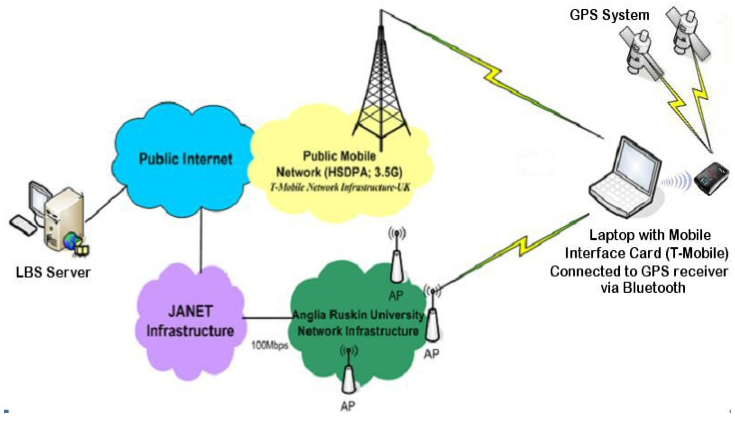 GPS System
Public Internet
Public Mobile
Network (HSDPA; 3.5G)
T-Mobile Network Infrastructure-UK
LBS Server
Laptop with Mobile
Interface Card (T-Mobile)
Connected to GPS receiver
via Bluetooth
JANET
Infrastructure
100Mbps
Anglia Ruskin University
Network Infrastructure
AP
AP
AP